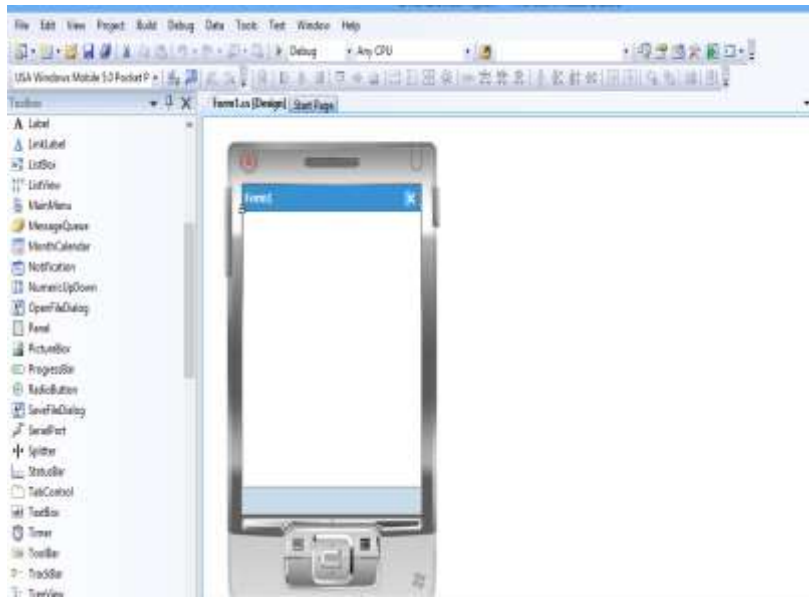 File Edit View Project Build Debug Data Tools Test Window Help
Debug Any CPU
USA Windows Mobile 5.0 Pocket P
Toolbox
Form1.cs [Design] Start Page
Label
LinkLabel
ListBox
ListView
MainMenu
MessageQueue
MonthCalendar
Notification
NumericUpDown
OpenFileDialog
Panel
PictureBox
ProgressBar
RadioButton
SaveFileDialog
SerialPort
Splitter
StatusBar
TabControl
TextBox
Timer
ToolBar
TrackBar
TreeView
Form1